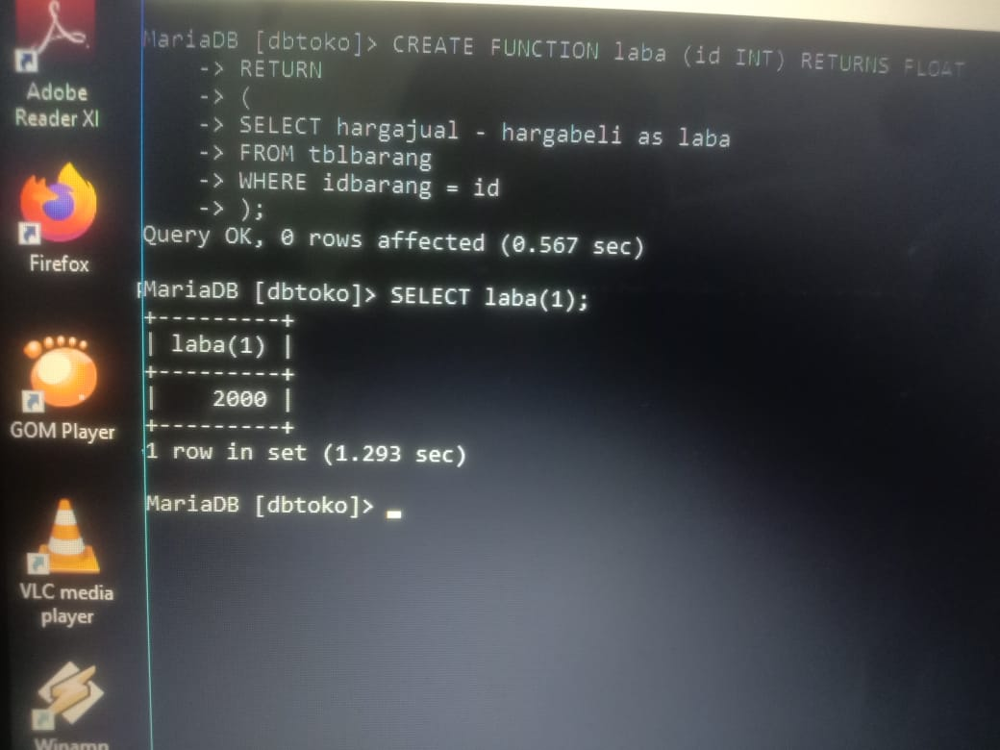 Adobe
Reader XI
Firefox
GOM Player
VLC media
player
Winamp
MariaDB [dbtoko]> CREATE FUNCTION laba (id INT) RETURNS FLOAT
-> RETURN
-> (
-> SELECT hargajual - hargabeli as laba
-> FROM tblbarang
-> WHERE idbarang = id
-> );
Query OK, 0 rows affected (0.567 sec)
MariaDB [dbtoko]> SELECT laba(1);
+---------+
| laba(1) |
+---------+
|    2000 |
+---------+
1 row in set (1.293 sec)
MariaDB [dbtoko]>